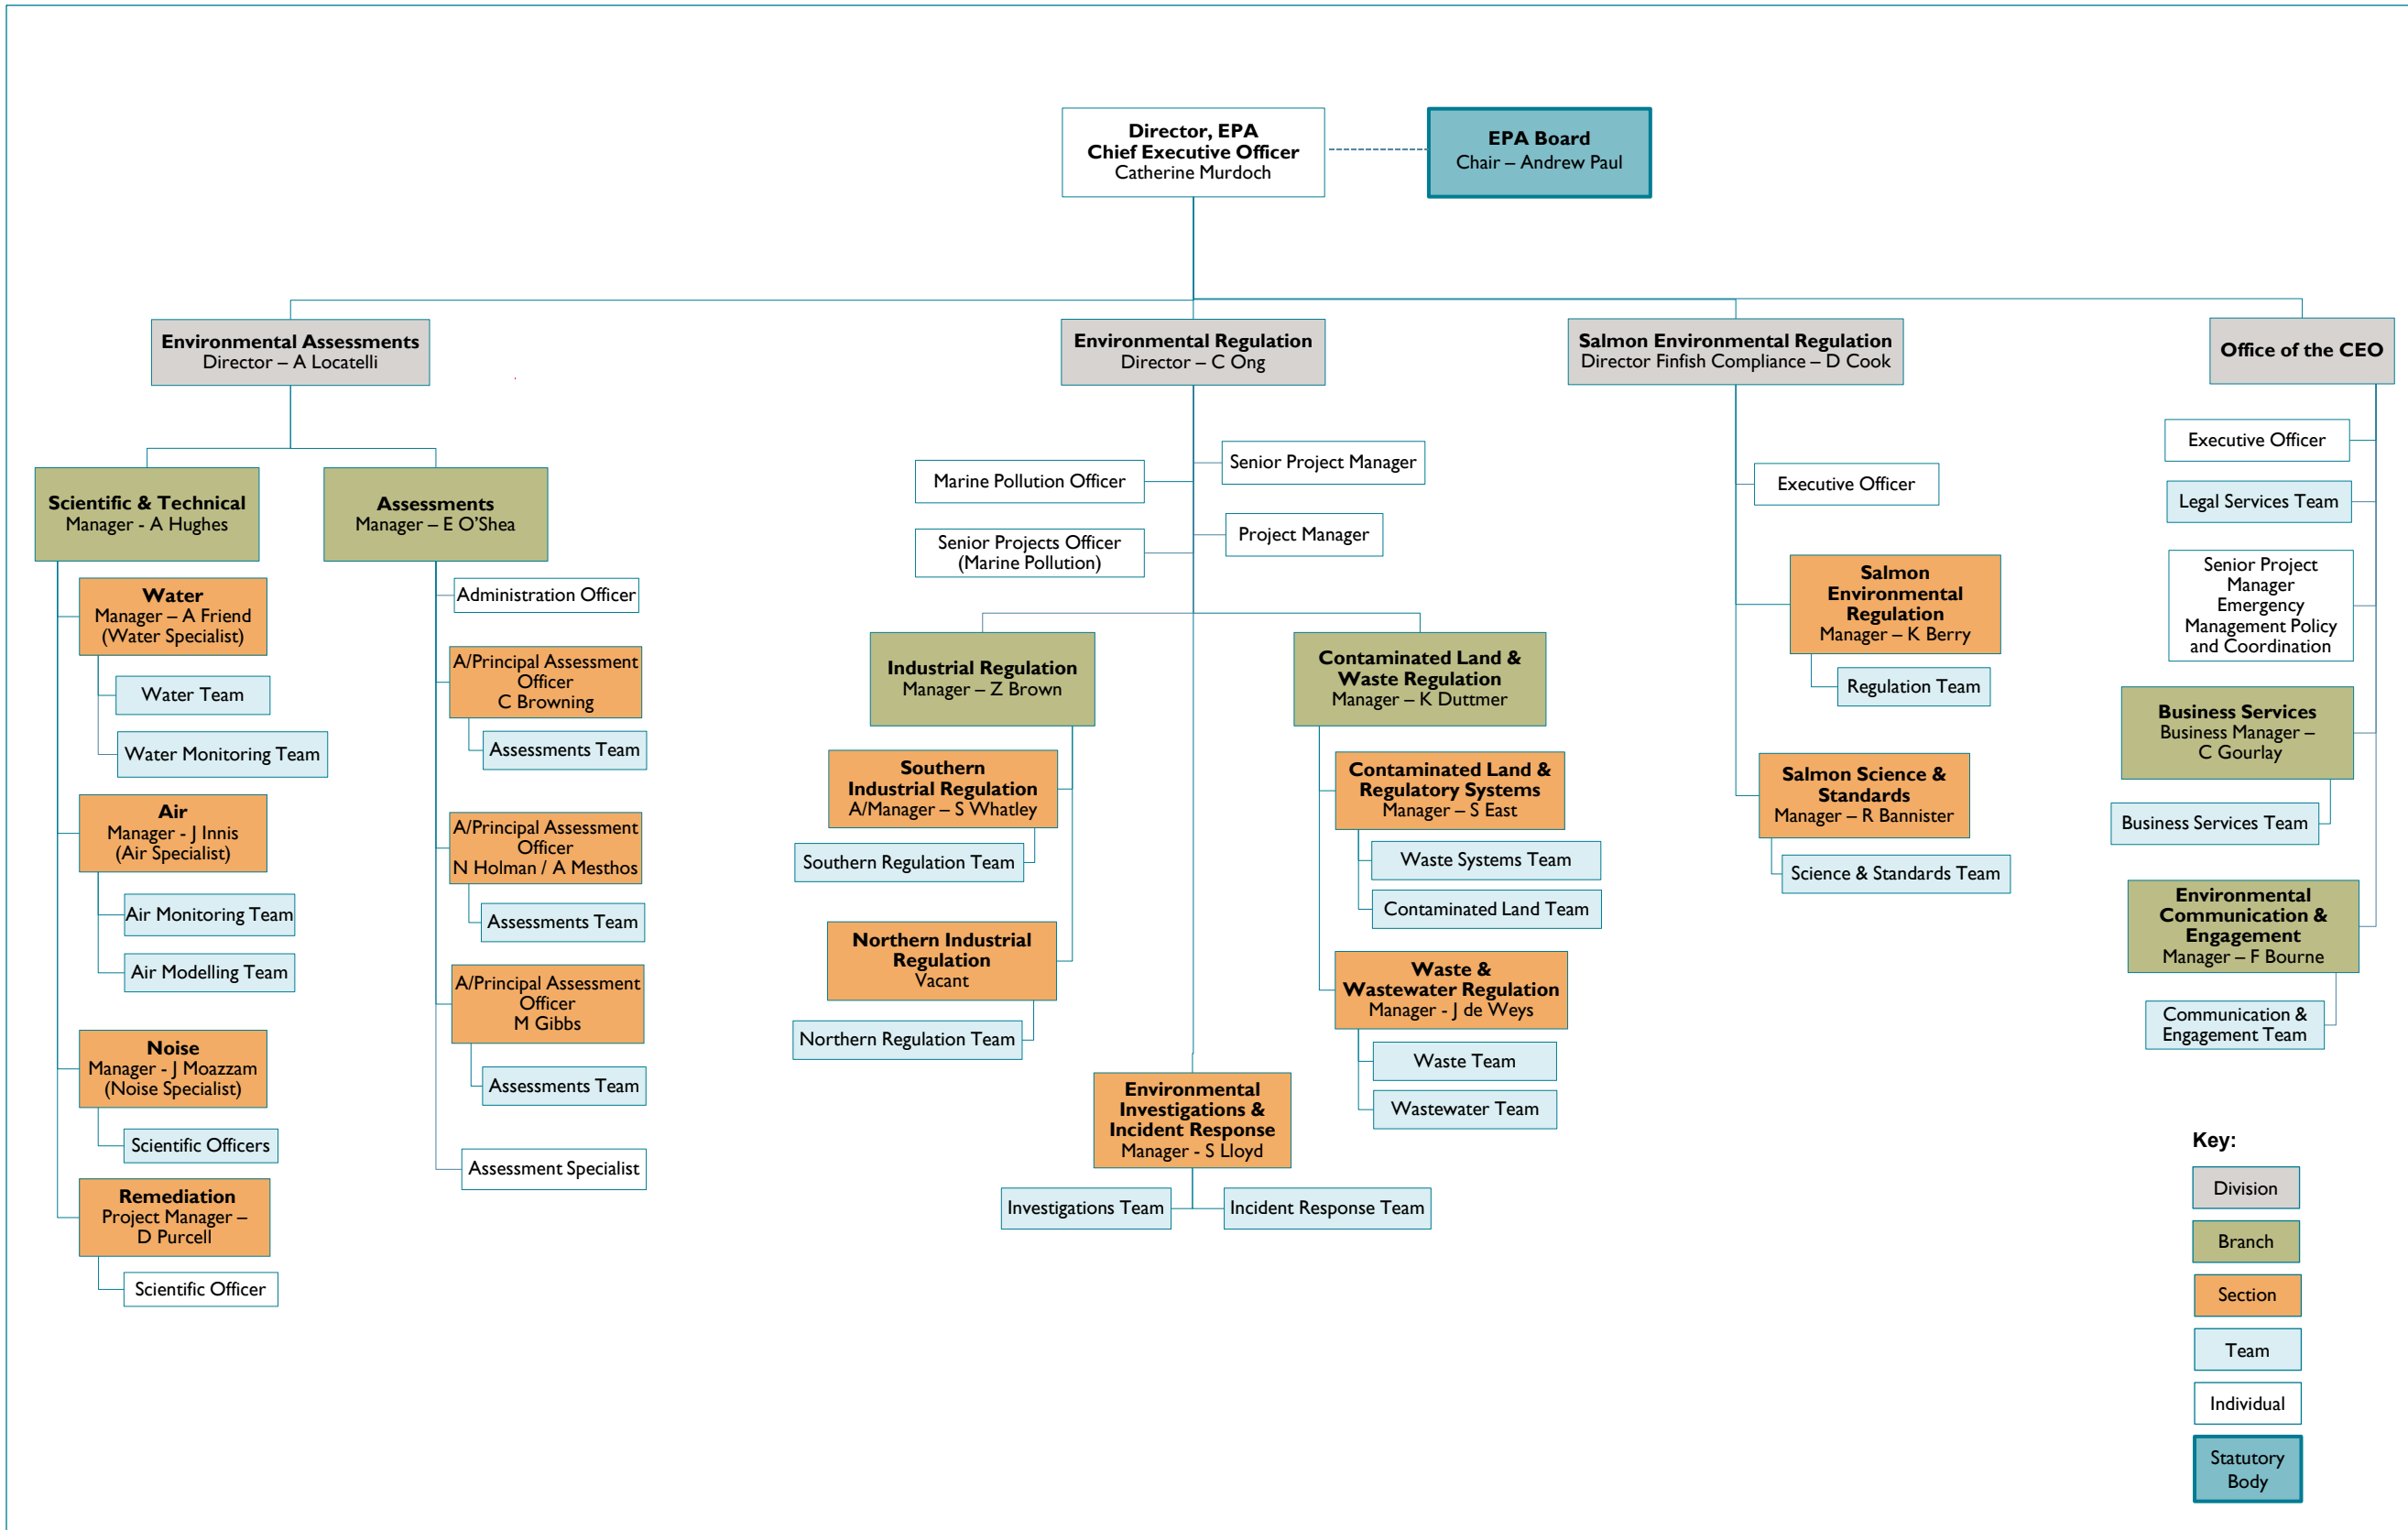 Director, EPA
Chief Executive Officer
Catherine Murdoch
EPA Board
Chair – Andrew Paul
Environmental Assessments
Director – A Locatelli
Environmental Regulation
Director – C Ong
Salmon Environmental Regulation
Director Finfish Compliance – D Cook
Office of the CEO
Scientific & Technical
Manager - A Hughes
Water
Manager – A Friend
(Water Specialist)
Water Team
Water Monitoring Team
Air
Manager - J Innis
(Air Specialist)
Air Monitoring Team
Air Modelling Team
Noise
Manager - J Moazzam
(Noise Specialist)
Scientific Officers
Remediation
Project Manager –
D Purcell
Scientific Officer
Assessments
Manager – E O’Shea
Administration Officer
A/Principal Assessment
Officer
C Browning
Assessments Team
A/Principal Assessment
Officer
N Holman / A Mesthos
Assessments Team
A/Principal Assessment
Officer
M Gibbs
Assessments Team
Assessment Specialist
Marine Pollution Officer
Senior Project Manager
Senior Projects Officer
(Marine Pollution)
Project Manager
Industrial Regulation
Manager – Z Brown
Southern
Industrial Regulation
A/Manager – S Whatley
Southern Regulation Team
Northern Industrial
Regulation
Vacant
Northern Regulation Team
Contaminated Land &
Waste Regulation
Manager – K Duttmer
Contaminated Land &
Regulatory Systems
Manager – S East
Waste Systems Team
Contaminated Land Team
Waste &
Wastewater Regulation
Manager - J de Weys
Waste Team
Wastewater Team
Environmental
Investigations &
Incident Response
Manager - S Lloyd
Investigations Team
Incident Response Team
Executive Officer
Salmon
Environmental
Regulation
Manager – K Berry
Regulation Team
Salmon Science &
Standards
Manager – R Bannister
Science & Standards Team
Executive Officer
Legal Services Team
Senior Project
Manager
Emergency
Management Policy
and Coordination
Business Services
Business Manager –
C Gourlay
Business Services Team
Environmental
Communication &
Engagement
Manager – F Bourne
Communication &
Engagement Team
Key:
Division
Branch
Section
Team
Individual
Statutory
Body